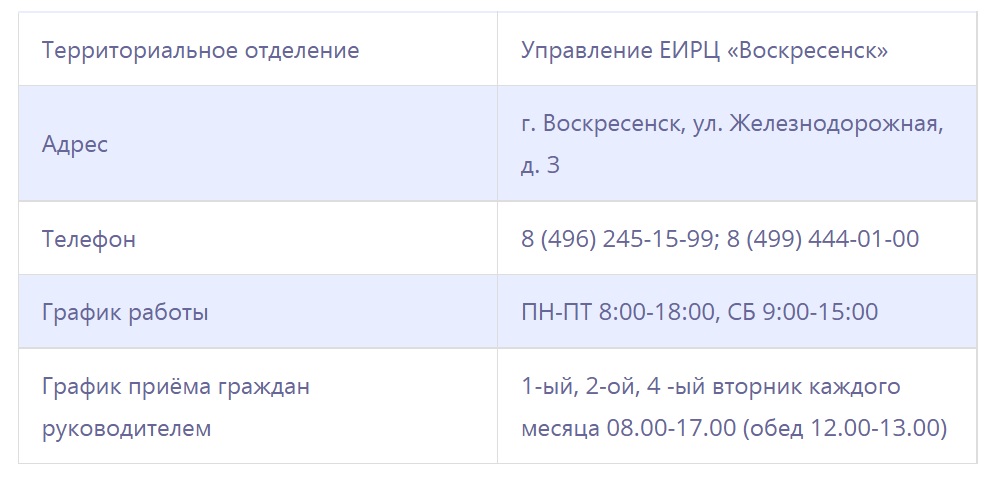 Территориальное отделение
Управление ЕИРЦ «Воскресенск»
Адрес
г. Воскресенск, ул. Железнодорожная,
д. 3
Телефон
8 (496) 245-15-99; 8 (499) 444-01-00
График работы
ПН-ПТ 8:00-18:00, СБ 9:00-15:00
График приёма граждан
руководителем
1-ый, 2-ой, 4 -ый вторник каждого
месяца 08.00-17.00 (обед 12.00-13.00)